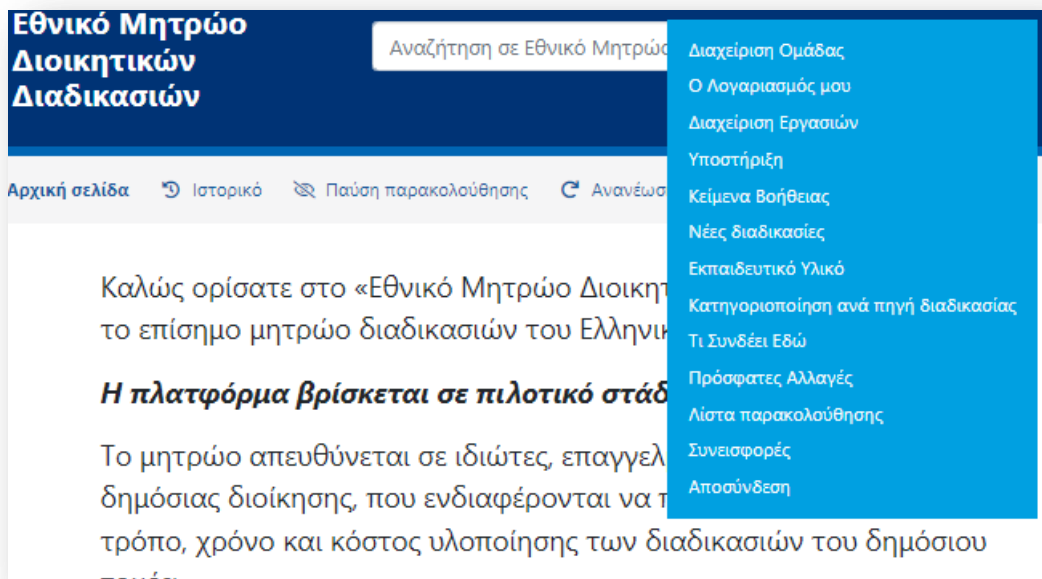 Εθνικό Μητρώο
Διοικητικών
Διαδικασιών
Αναζήτηση σε Εθνικό Μητρώο
Διαχείριση Ομάδας
Ο Λογαριασμός μου
Διαχείριση Εργασιών
Υποστήριξη
Κείμενα Βοήθειας
Νέες διαδικασίες
Εκπαιδευτικό Υλικό
Κατηγοριοποίηση ανά πηγή διαδικασίας
Τι Συνδέει Εδώ
Πρόσφατες Αλλαγές
Λίστα παρακολούθησης
Συνεισφορές
Αποσύνδεση
Αρχική σελίδα Ιστορικό Παύση παρακολούθησης Ανανέωσ
Καλώς ορίσατε στο «Εθνικό Μητρώο Διοικητ
το επίσημο μητρώο διαδικασιών του Ελληνικ
Η πλατφόρμα βρίσκεται σε πιλοτικό στάδ
Το μητρώο απευθύνεται σε ιδιώτες, επαγγελ
δημόσιας διοίκησης, που ενδιαφέρονται να
τρόπο, χρόνο και κόστος υλοποίησης των διαδικασιών του δημόσιου